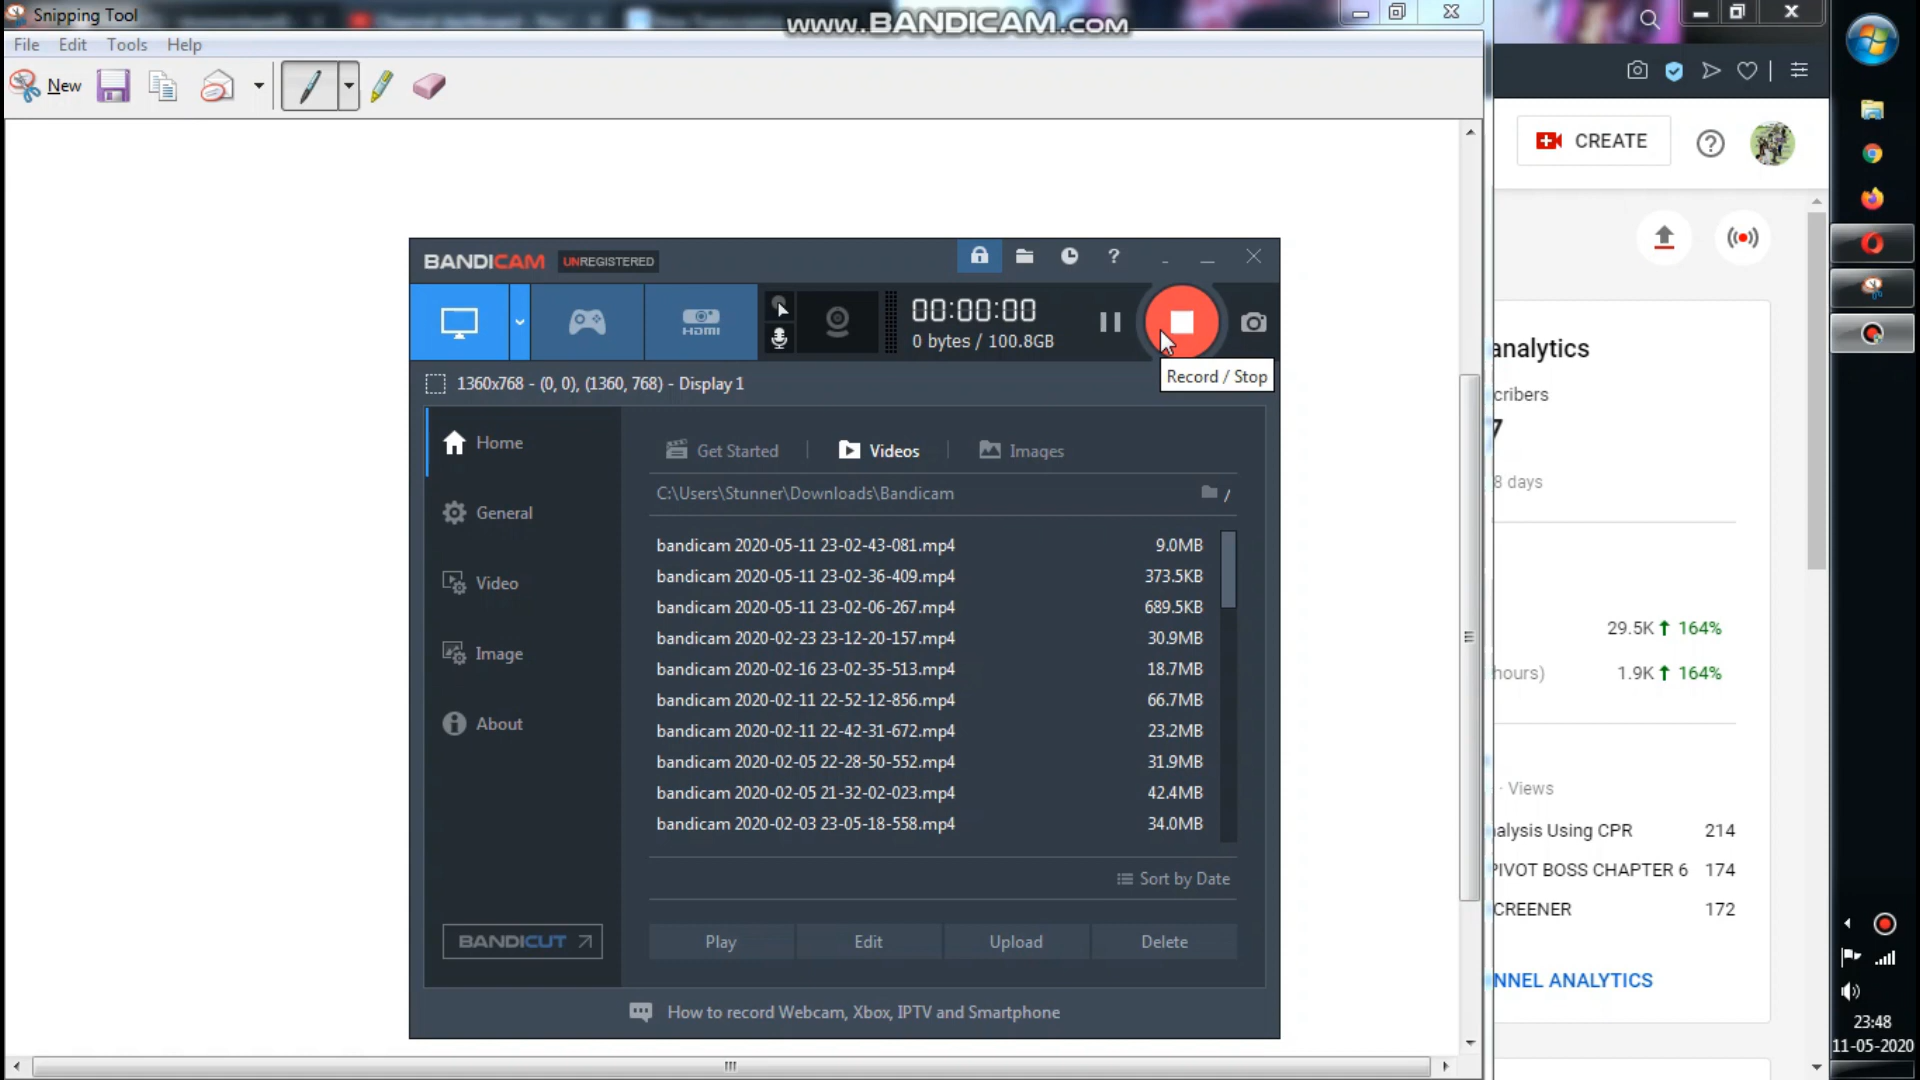 Snipping Tool
www.BANDICAM.com
File Edit Tools Help
New
CREATE
BANDICAM UNREGISTERED
?
HDMI
00:00:00
0 bytes / 100.8GB
Record / Stop
1360x768 - (0, 0), (1360, 768) - Display 1
Home
General
Video
Image
About
BANDICUT
Get Started
Videos
Images
C:\Users\Stunner\Downloads\Bandicam
/
bandicam 2020-05-11 23-02-43-081.mp4 9.0MB
bandicam 2020-05-11 23-02-36-409.mp4 373.5KB
bandicam 2020-05-11 23-02-06-267.mp4 689.5KB
bandicam 2020-02-23 23-12-20-157.mp4 30.9MB
bandicam 2020-02-16 23-02-35-513.mp4 18.7MB
bandicam 2020-02-11 22-52-12-856.mp4 66.7MB
bandicam 2020-02-11 22-42-31-672.mp4 23.2MB
bandicam 2020-02-05 22-28-50-552.mp4 31.9MB
bandicam 2020-02-05 21-32-02-023.mp4 42.4MB
bandicam 2020-02-03 23-05-18-558.mp4 34.0MB
Sort by Date
Play Edit Upload Delete
How to record Webcam, Xbox, IPTV and Smartphone
analytics
cribers
7
8 days
29.5K 164%
hours) 1.9K 164%
· Views
alysis Using CPR 214
PIVOT BOSS CHAPTER 6 174
CREENER 172
NNEL ANALYTICS
23:48
11-05-2020